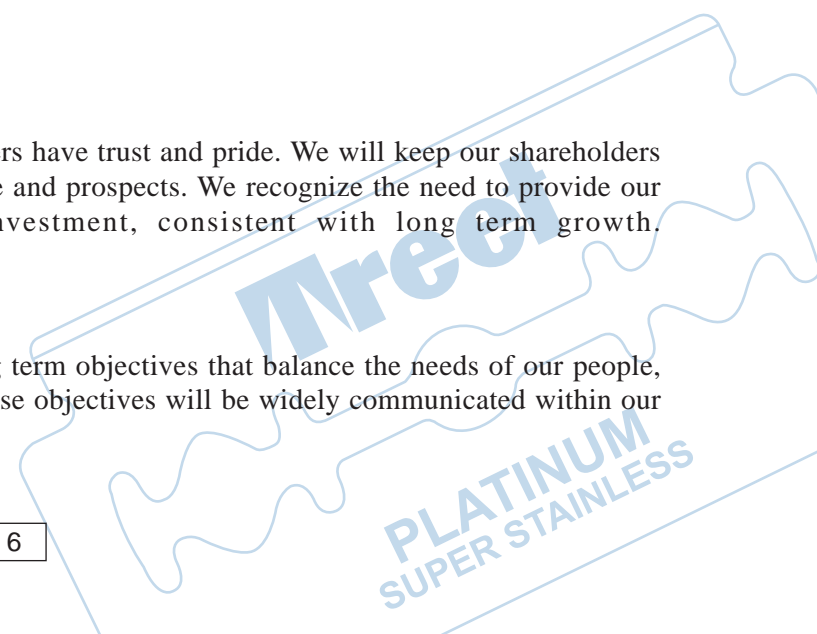 ers have trust and pride. We will keep our shareholders
e and prospects. We recognize the need to provide our
nvestment, consistent with long term growth.
Treet
g term objectives that balance the needs of our people,
se objectives will be widely communicated within our
PLATINUM
SUPER STAINLESS
6